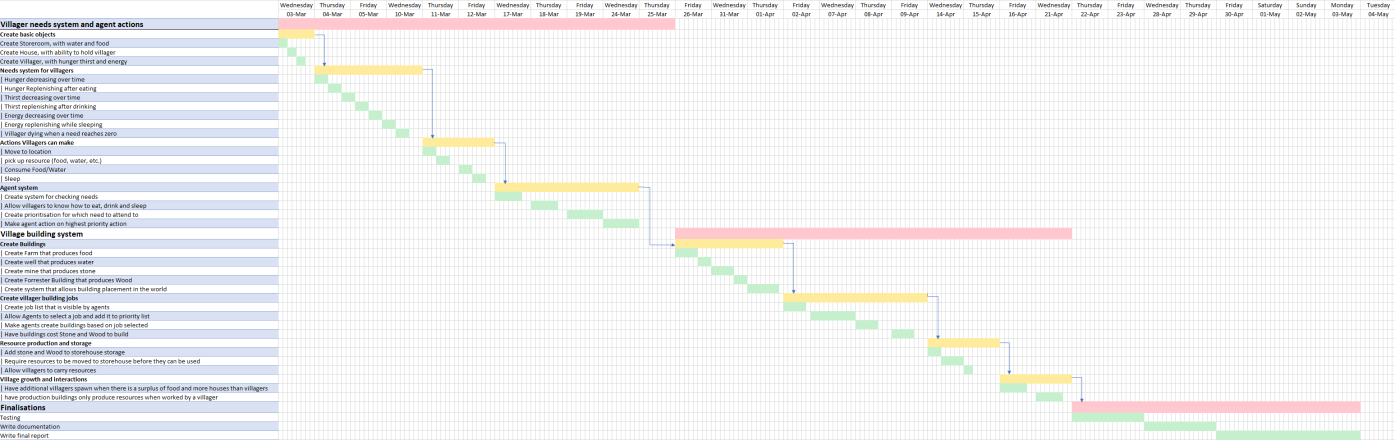 Wednesday Thursday Friday Wednesday Thursday Friday Wednesday Thursday Friday Wednesday Thursday Friday Wednesday Thursday Friday Wednesday Thursday Friday Wednesday Thursday Friday Wednesday Thursday Friday Wednesday Thursday Friday Saturday Sunday Monday Tuesday
03-Mar 04-Mar 05-Mar 10-Mar 11-Mar 12-Mar 17-Mar 18-Mar 19-Mar 24-Mar 25-Mar 26-Mar 31-Mar 01-Apr 02-Apr 07-Apr 08-Apr 09-Apr 14-Apr 15-Apr 16-Apr 21-Apr 22-Apr 23-Apr 28-Apr 29-Apr 30-Apr 01-May 02-May 03-May 04-May
Villager needs system and agent actions
Create basic objects
Create Storeroom, with water and food
Create House, with ability to hold villager
Create Villager, with hunger thirst and energy
Needs system for villagers
| Hunger decreasing over time
| Hunger Replenishing after eating
| Thirst decreasing over time
| Thirst replenishing after drinking
| Energy decreasing over time
| Energy replenishing while sleeping
| Villager dying when a need reaches zero
Actions Villagers can make
| Move to location
| pick up resource (food, water, etc.)
| Consume Food/Water
| Sleep
Agent system
| Create system for checking needs
| Allow villagers to know how to eat, drink and sleep
| Create prioritisation for which need to attend to
| Make agent action on highest priority action
Village building system
Create Buildings
| Create Farm that produces food
| Create well that produces water
| Create mine that produces stone
| Create Forrester Building that produces Wood
| Create system that allows building placement in the world
Create villager building jobs
| Create job list that is visible by agents
| Allow Agents to select a job and add it to priority list
| Make agents create buildings based on job selected
| Have buildings cost Stone and Wood to build
Resource production and storage
| Add stone and Wood to storehouse storage
| Require resources to be moved to storehouse before they can be used
| Allow villagers to carry resources
Village growth and interactions
| Have additional villagers spawn when there is a surplus of food and more houses than villagers
| have production buildings only produce resources when worked by a villager
Finalisations
Testing
Write documentation
Write final report